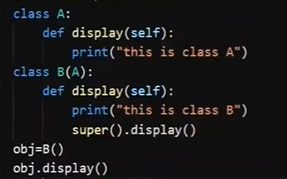 class A:
    def display(self):
        print("this is class A")
class B(A):
    def display(self):
        print("this is class B")
        super().display()
obj=B()
obj.display()